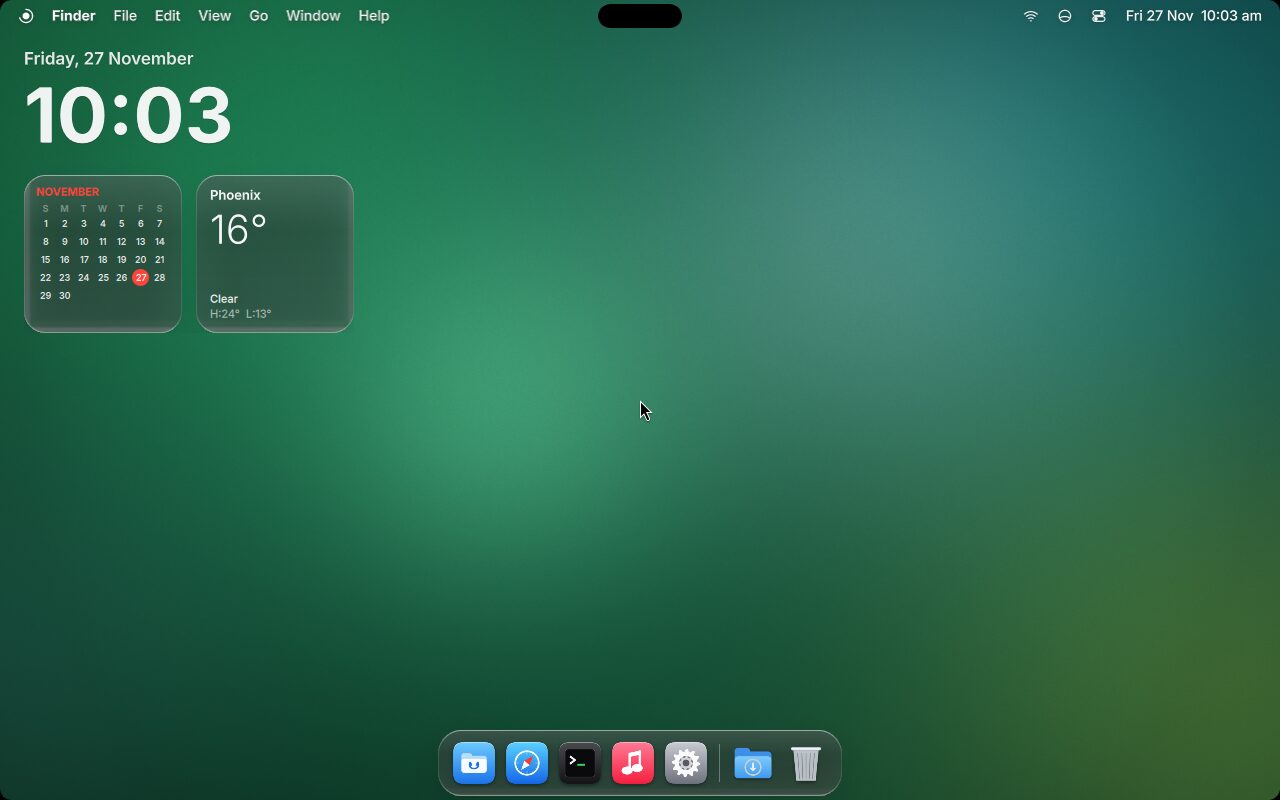 Finder File Edit View Go Window Help
Fri 27 Nov 10:03 am
Friday, 27 November
10:03
NOVEMBER
S M T W T F S
1 2 3 4 5 6 7
8 9 10 11 12 13 14
15 16 17 18 19 20 21
22 23 24 25 26 27 28
29 30
Phoenix
16°
Clear
H:24° L:13°